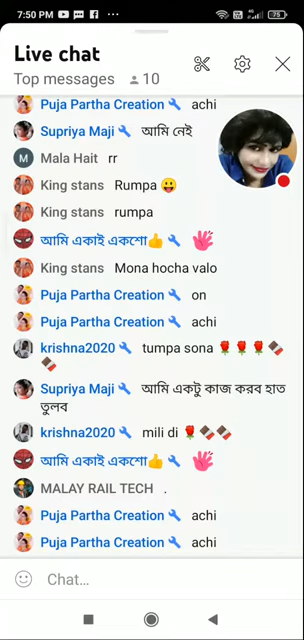 7:50 PM
75
Live chat
Top messages 10
Puja Partha Creation achi
Supriya Maji আমি নেই
Mala Hait rr
King stans Rumpa 😛
King stans rumpa
আমি একাই একশো👍
King stans Mona hocha valo
Puja Partha Creation on
Puja Partha Creation achi
krishna2020 tumpa sona 🌹🌹🌹🍫
🍫
Supriya Maji আমি একটু কাজ করব হাত
তুলব
krishna2020 mili di 🌹🍫🍫
আমি একাই একশো👍
MALAY RAIL TECH .
Puja Partha Creation achi
Puja Partha Creation achi
Chat...